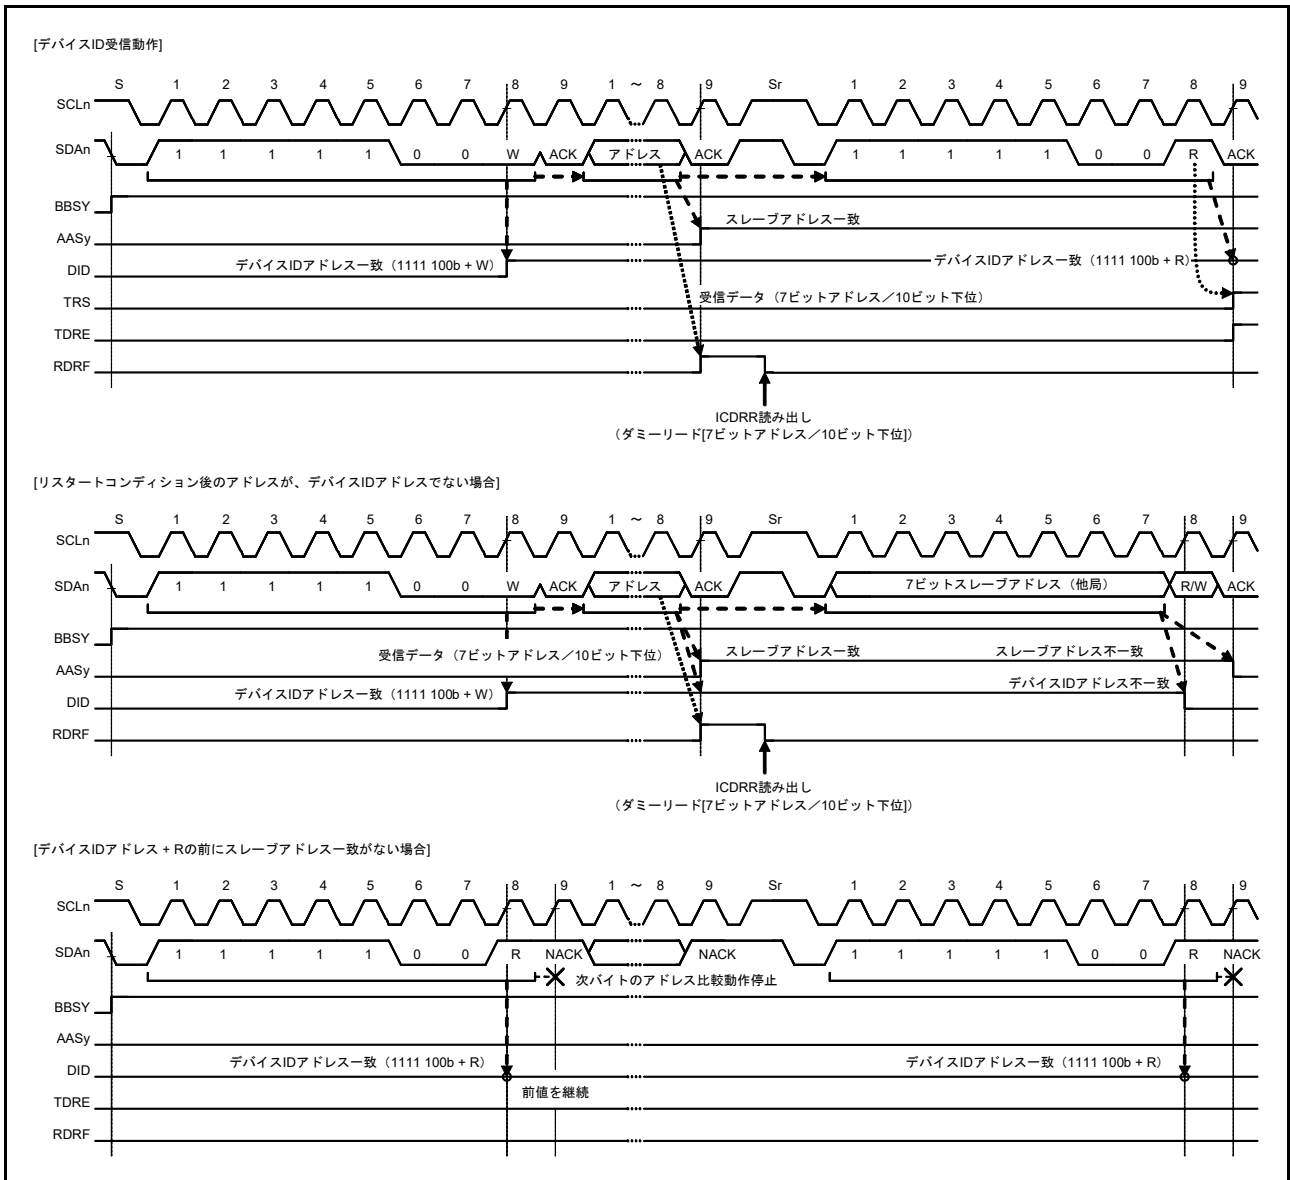 [デバイスID受信動作]
S 1 2 3 4 5 6 7 8 9 1 ～ 8 9 Sr 1 2 3 4 5 6 7 8 9
SCLn
SDAn 1 1 1 1 1 0 0 W ACK アドレス ACK 1 1 1 1 1 0 0 R ACK
BBSY
スレーブアドレス一致
AASy
デバイスIDアドレス一致（1111 100b + W） デバイスIDアドレス一致（1111 100b + R）
DID
受信データ（7ビットアドレス／10ビット下位）
TRS
TDRE
RDRF
ICDRR読み出し
（ダミーリード[7ビットアドレス／10ビット下位]）
[リスタートコンディション後のアドレスが、デバイスIDアドレスでない場合]
S 1 2 3 4 5 6 7 8 9 1 ～ 8 9 Sr 1 2 3 4 5 6 7 8 9
SCLn
SDAn 1 1 1 1 1 0 0 W ACK アドレス ACK 7ビットスレーブアドレス（他局） R/W ACK
BBSY
受信データ（7ビットアドレス／10ビット下位） スレーブアドレス一致 スレーブアドレス不一致
AASy
デバイスIDアドレス一致（1111 100b + W） デバイスIDアドレス不一致
DID
RDRF
ICDRR読み出し
（ダミーリード[7ビットアドレス／10ビット下位]）
[デバイスIDアドレス + Rの前にスレーブアドレス一致がない場合]
S 1 2 3 4 5 6 7 8 9 1 ～ 8 9 Sr 1 2 3 4 5 6 7 8 9
SCLn
SDAn 1 1 1 1 1 0 0 R NACK NACK 1 1 1 1 1 0 0 R NACK
次バイトのアドレス比較動作停止
BBSY
AASy
デバイスIDアドレス一致（1111 100b + R） デバイスIDアドレス一致（1111 100b + R）
DID
前値を継続
TDRE
RDRF